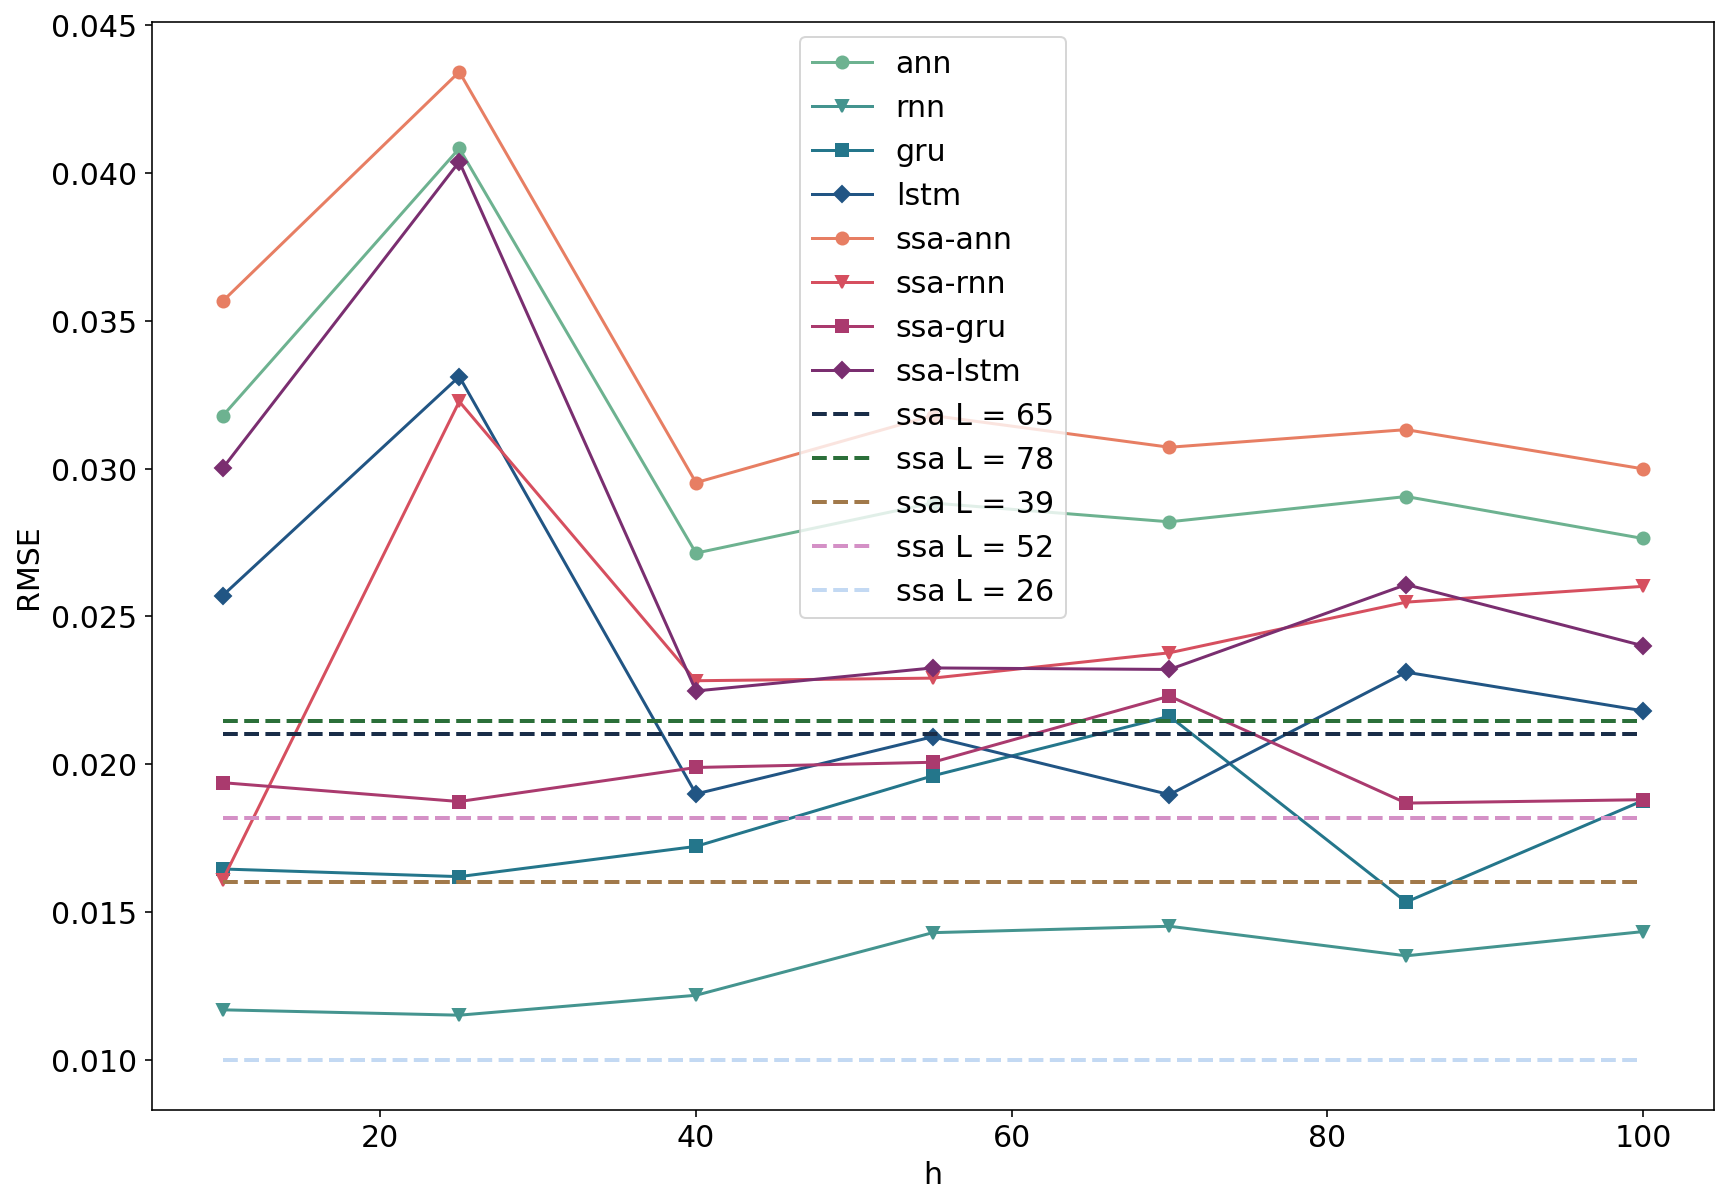 0.045
0.040
0.035
0.030
0.025
0.020
0.015
0.010
RMSE
ann
rnn
gru
lstm
ssa-ann
ssa-rnn
ssa-gru
ssa-lstm
ssa L = 65
ssa L = 78
ssa L = 39
ssa L = 52
ssa L = 26
20 40 60 80 100
h